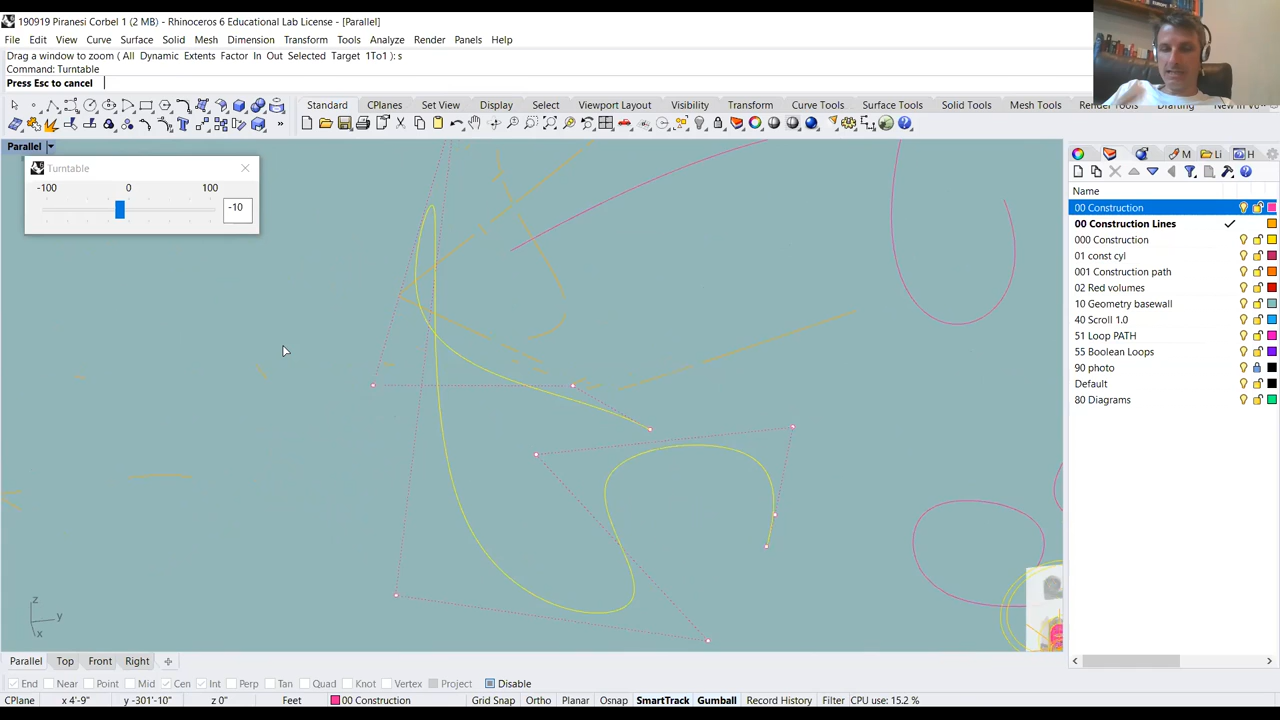 190919 Piranesi Corbel 1 (2 MB) - Rhinoceros 6 Educational Lab License - [Parallel]
File Edit View Curve Surface Solid Mesh Dimension Transform Tools Analyze Render Panels Help
Drag a window to zoom ( All Dynamic Extents Factor In Out Selected Target 1To1 ): s
Command: Turntable
Press Esc to cancel
Standard CPlanes Set View Display Select Viewport Layout Visibility Transform Curve Tools Surface Tools Solid Tools Mesh Tools Render Tools Drafting
Parallel
Turntable
-100 0 100
-10
M Li H
Name
00 Construction
00 Construction Lines
000 Construction
01 const cyl
001 Construction path
02 Red volumes
10 Geometry basewall
40 Scroll 1.0
51 Loop PATH
55 Boolean Loops
90 photo
Default
80 Diagrams
z
y
x
Parallel Top Front Right
End Near Point Mid Cen Int Perp Tan Quad Knot Vertex Project Disable
CPlane x 4'-9" y -301'-10" z 0" Feet 00 Construction Grid Snap Ortho Planar Osnap SmartTrack Gumball Record History Filter CPU use: 15.2 %